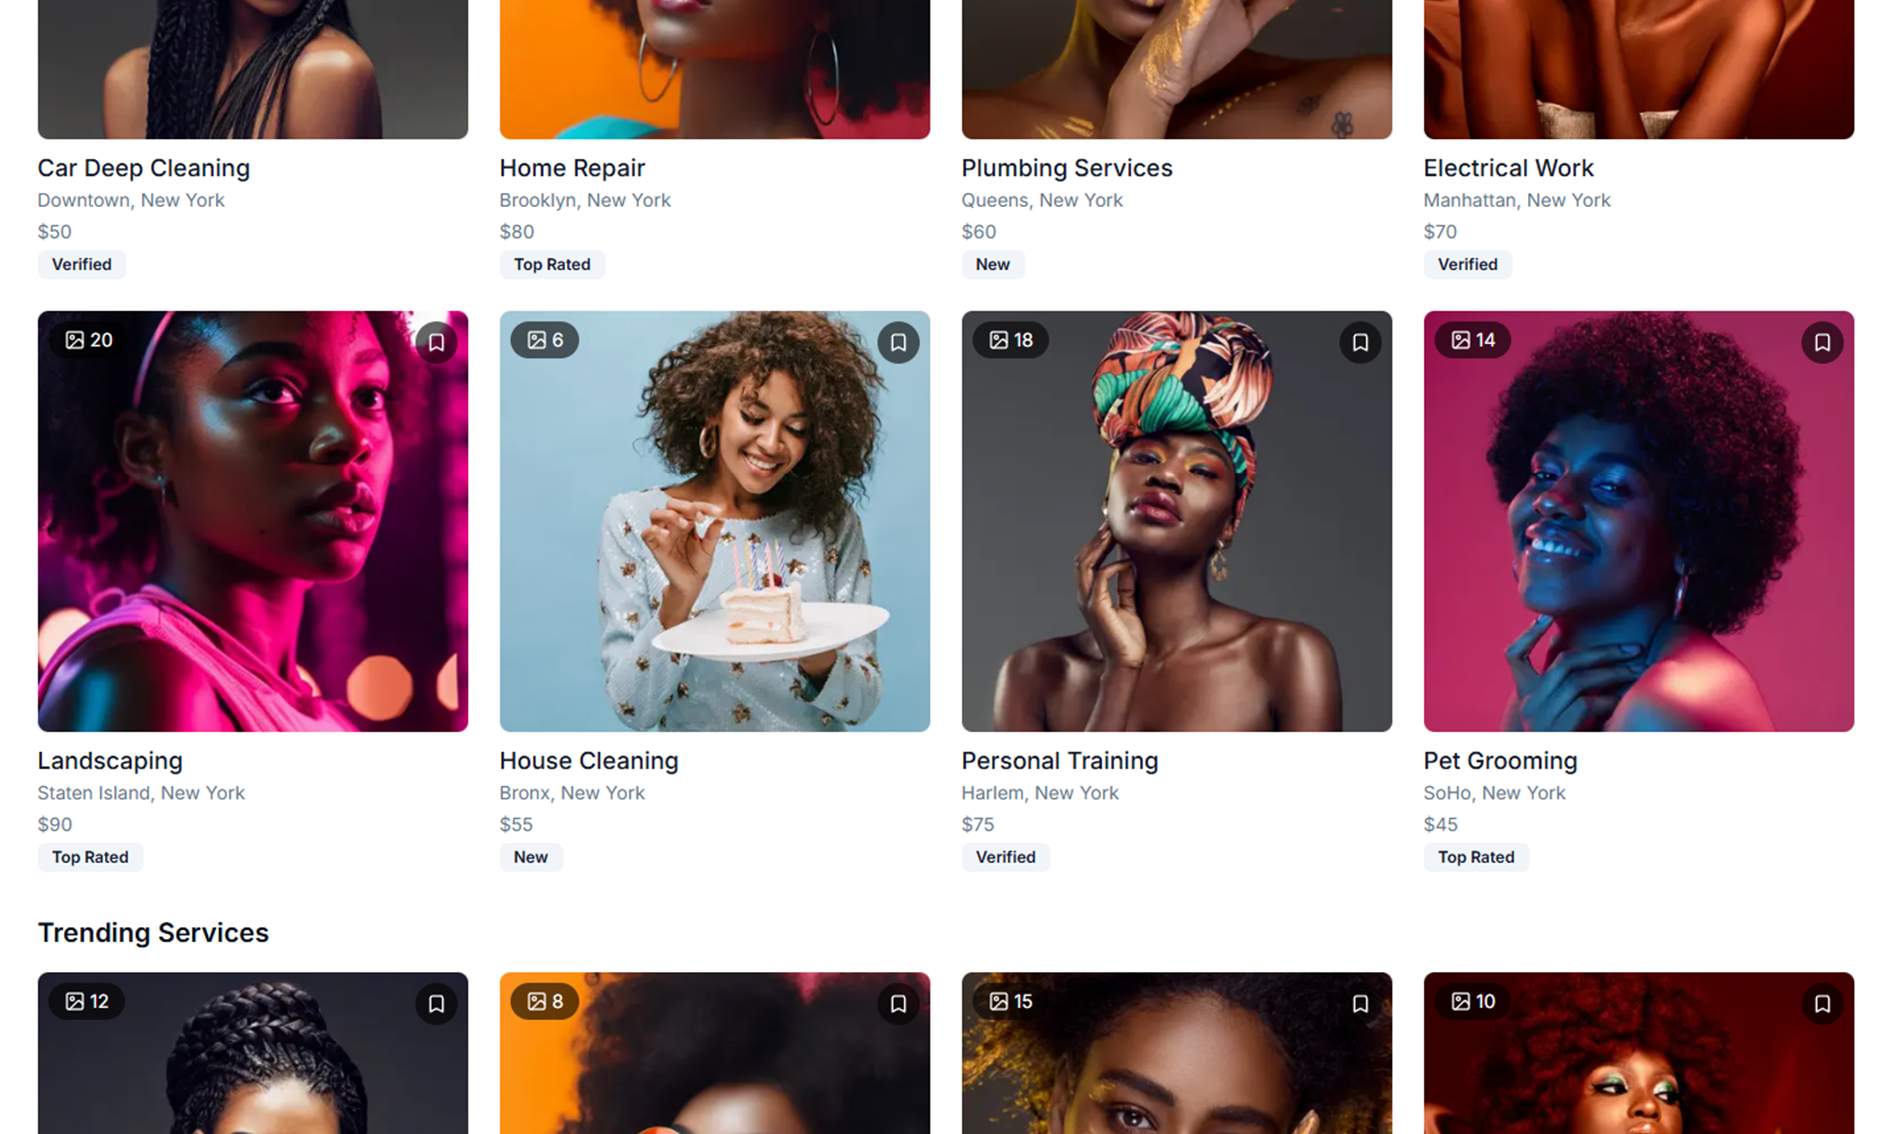 Car Deep Cleaning
Downtown, New York
$50
Verified
Home Repair
Brooklyn, New York
$80
Top Rated
Plumbing Services
Queens, New York
$60
New
Electrical Work
Manhattan, New York
$70
Verified
20
Landscaping
Staten Island, New York
$90
Top Rated
6
House Cleaning
Bronx, New York
$55
New
18
Personal Training
Harlem, New York
$75
Verified
14
Pet Grooming
SoHo, New York
$45
Top Rated
Trending Services
12
8
15
10